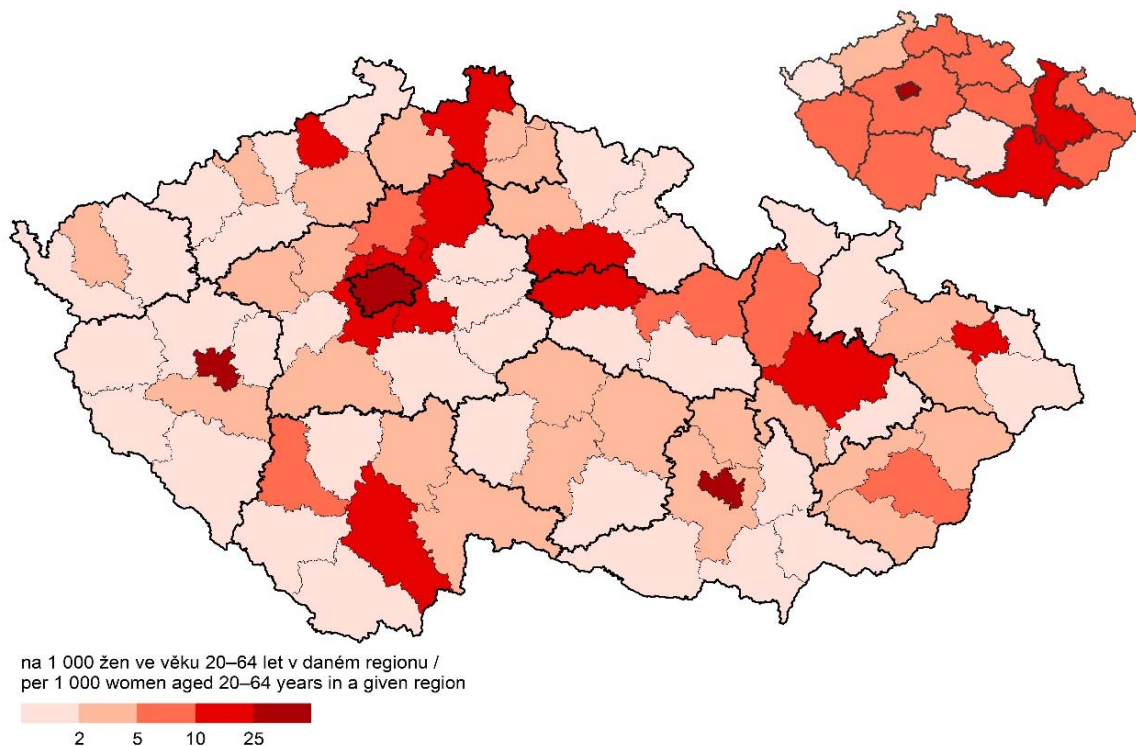 na 1 000 žen ve věku 20–64 let v daném regionu /
per 1 000 women aged 20–64 years in a given region
2 5 10 25